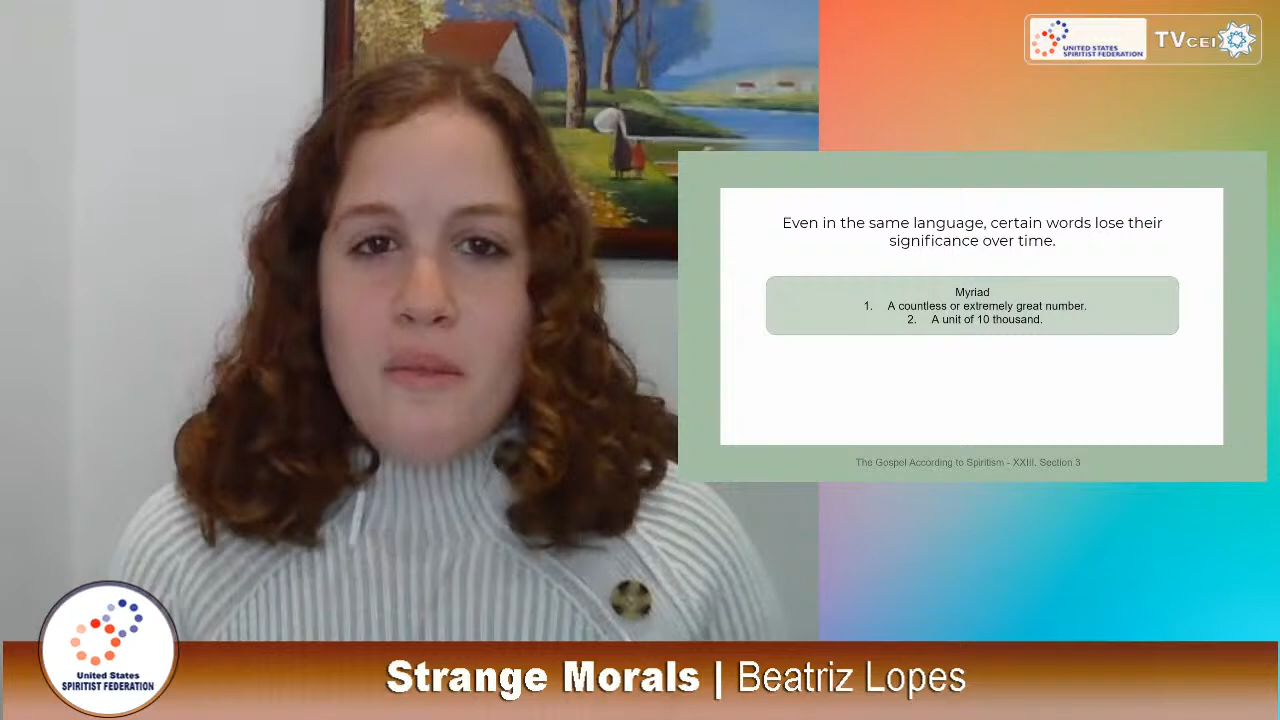 UNITED STATES
SPIRITIST FEDERATION
TVCEI
Even in the same language, certain words lose their
significance over time.
Myriad
1. A countless or extremely great number.
2. A unit of 10 thousand.
The Gospel According to Spiritism - XXIII. Section 3
United States
SPIRITIST FEDERATION
Strange Morals | Beatriz Lopes